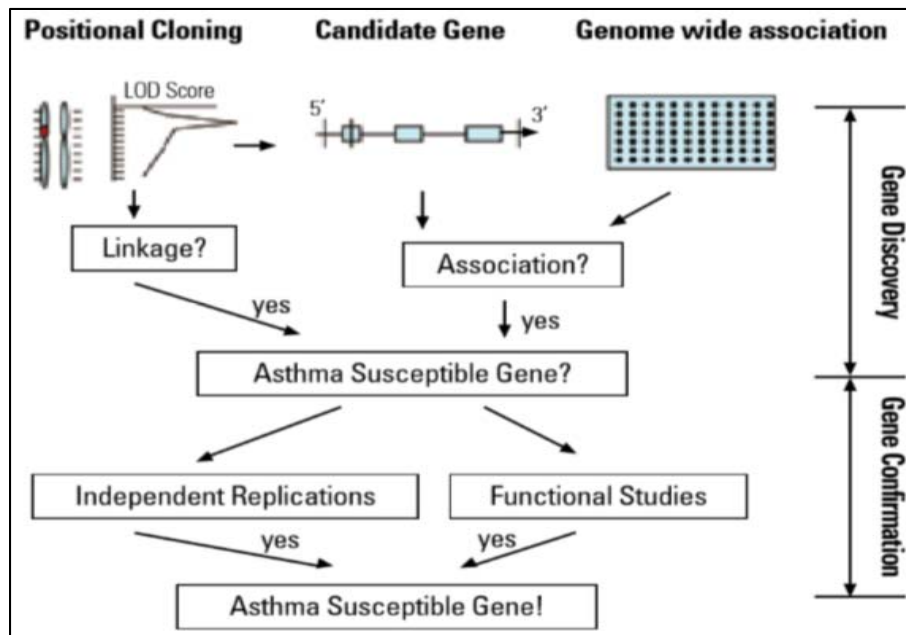 Positional Cloning
Candidate Gene
Genome wide association
LOD Score
5′
3′
Linkage?
Association?
yes
yes
Asthma Susceptible Gene?
Independent Replications
Functional Studies
yes
yes
Asthma Susceptible Gene!
Gene Discovery
Gene Confirmation